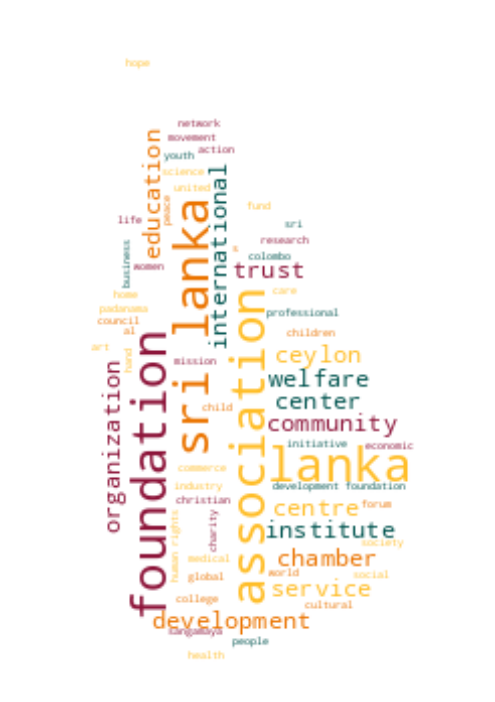 hope
network
movement
action
youth
education
science
united
international
peace
sri lanka
fund
life
sri
research
business
women
s
colombo
trust
home
care
padanama
association
professional
council
al
children
foundation
art
hand
mission
ceylon
organization
welfare
child
center
community
initiative
economic
lanka
commerce
industry
development foundation
christian
centre
forum
human rights
charity
institute
society
medical
chamber
global
world
social
service
college
cultural
development
sangamaya
people
health